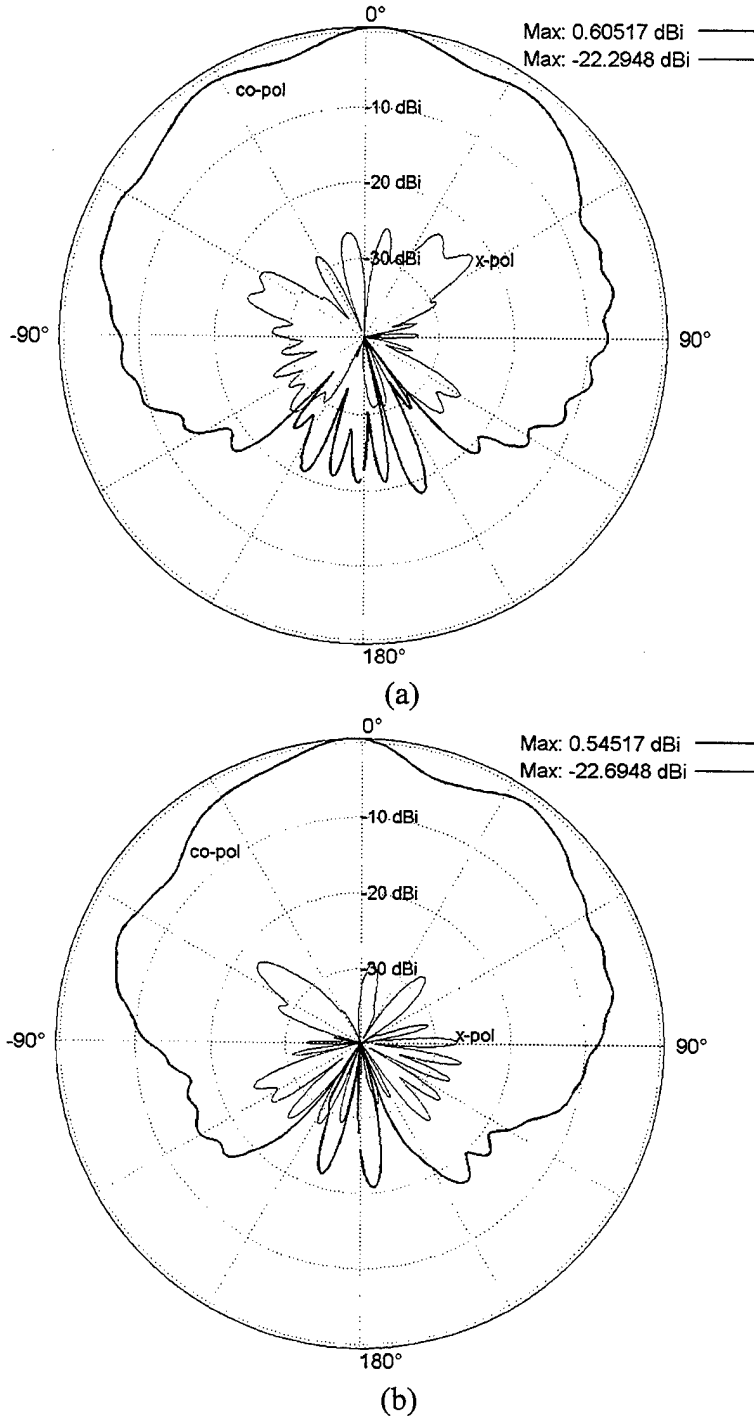 0°
Max: 0.60517 dBi
Max: -22.2948 dBi
co-pol
-10 dBi
-20 dBi
-30 dBi
x-pol
-90°
90°
180°
(a)
0°
Max: 0.54517 dBi
Max: -22.6948 dBi
-10 dBi
co-pol
-20 dBi
-30 dBi
x-pol
-90°
90°
180°
(b)